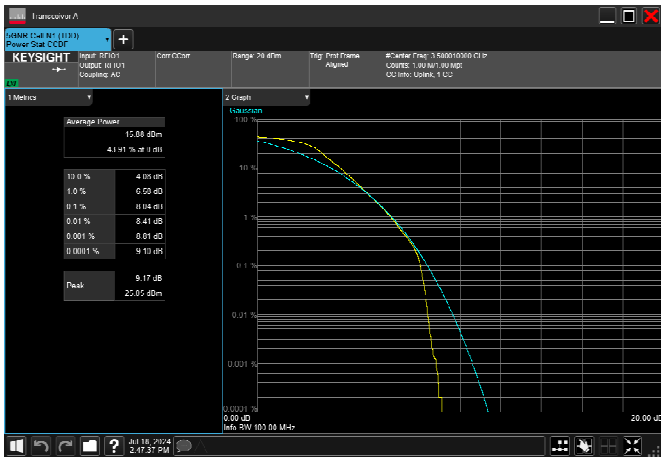 Transceiver A
5GNR Call N1 (TDD)
Power Stat CCDF
KEYSIGHT
Input: RFIO1
Output: RFIO1
Coupling: AC
Corr CCorr
Range: 20 dBm
Trig: Prot Frame
Aligned
#Center Freq: 3.500010000 GHz
Counts: 1.00 M/1.00 Mpt
CC Info: Uplink, 1 CC
1 Metrics
Average Power
15.88 dBm
43.91 % at 0 dB
10.0 % 4.08 dB
1.0 % 6.58 dB
0.1 % 8.04 dB
0.01 % 8.41 dB
0.001 % 8.81 dB
0.0001 % 9.10 dB
Peak 9.17 dB
25.05 dBm
2 Graph
Gaussian
100 %
10 %
1 %
0.1 %
0.01 %
0.001 %
0.0001 %
0.00 dB
20.00 dB
Info BW 100.00 MHz
Jul 18, 2024
2:47:37 PM